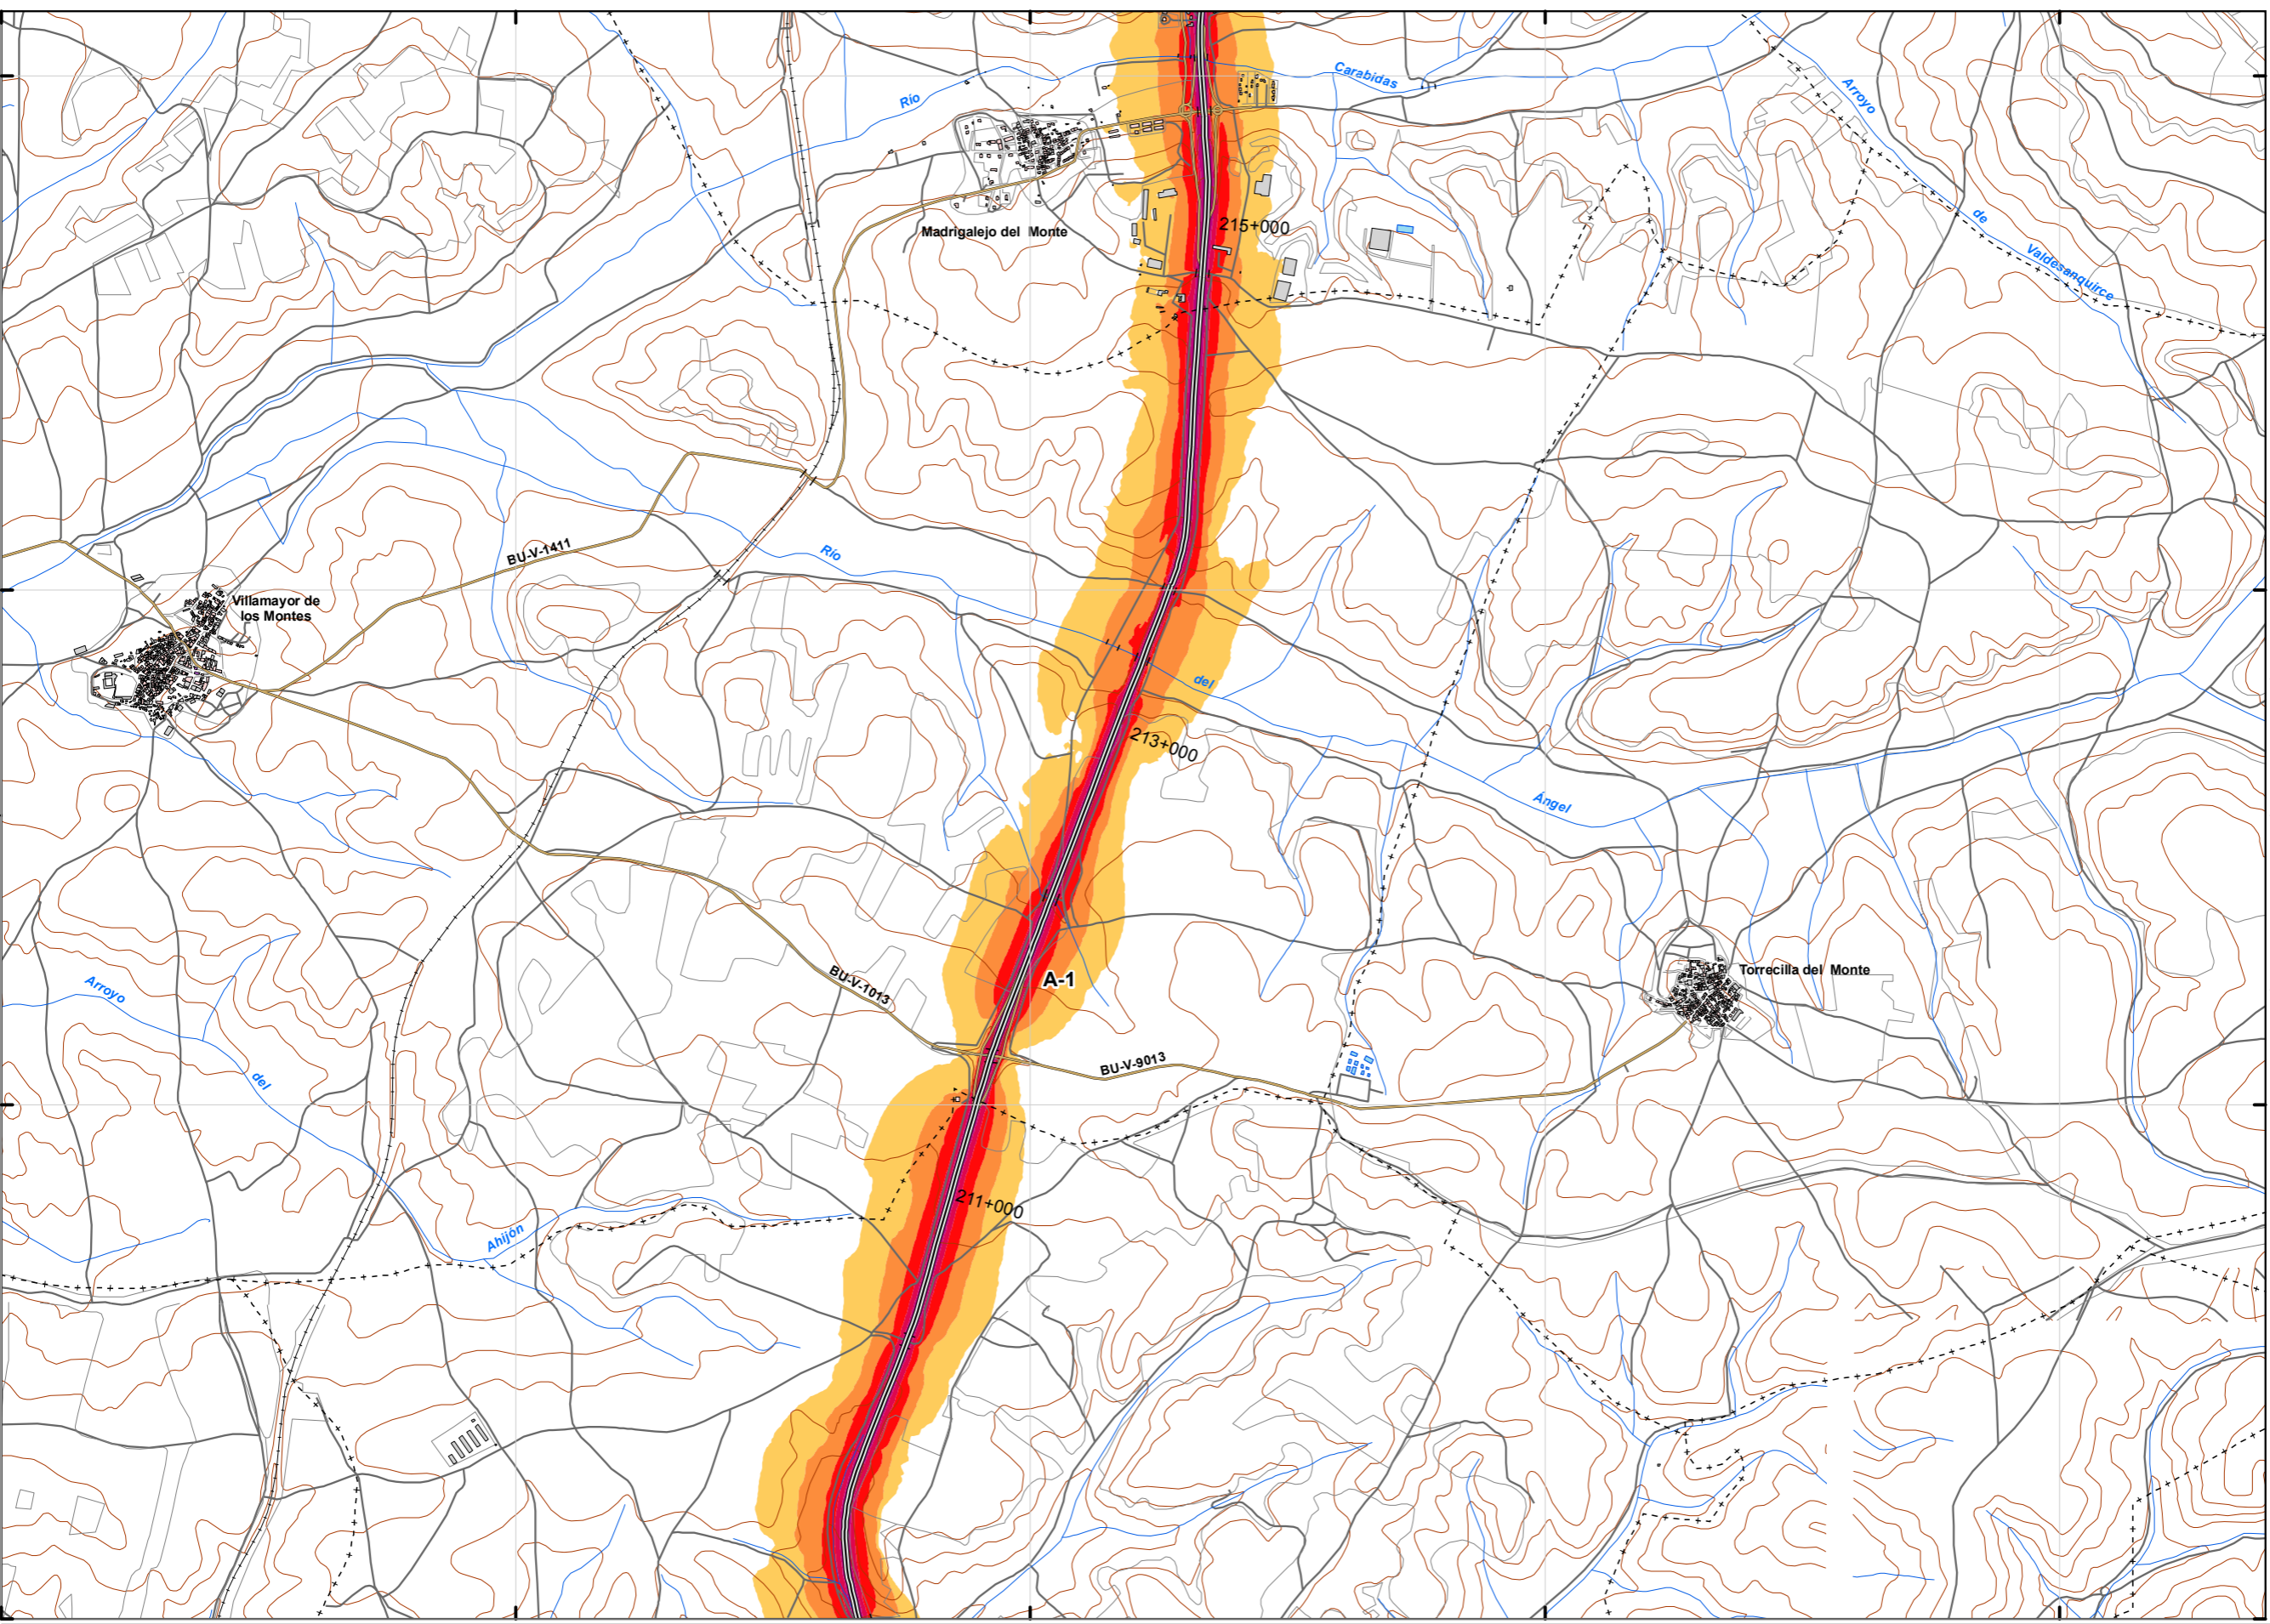 Carabidas
Río
Arroyo
de
Valdesanquirce
Madrigalejo del Monte
215+000
BU-V-1411
Río
Villamayor de
los Montes
del
213+000
Ángel
A-1
BU-V-1013
Torrecilla del Monte
Arroyo
del
BU-V-9013
211+000
Ahijón